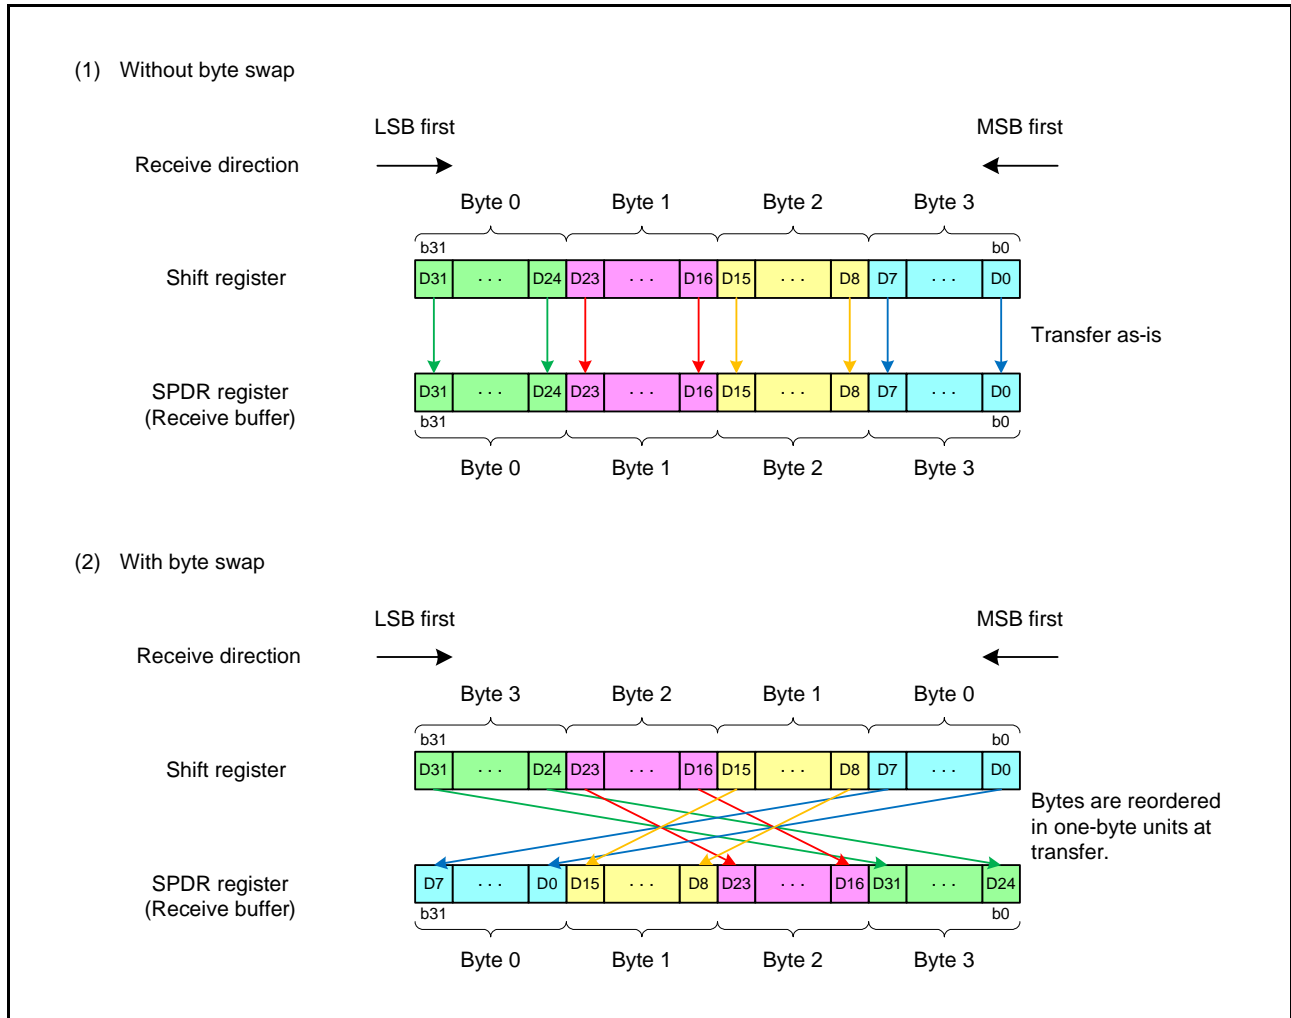 (1) Without byte swap
LSB first MSB first
Receive direction
Byte 0 Byte 1 Byte 2 Byte 3
b31 b0
Shift register D31 · · · D24 D23 · · · D16 D15 · · · D8 D7 · · · D0
Transfer as-is
SPDR register
(Receive buffer) D31 · · · D24 D23 · · · D16 D15 · · · D8 D7 · · · D0
b31 b0
Byte 0 Byte 1 Byte 2 Byte 3
(2) With byte swap
LSB first MSB first
Receive direction
Byte 3 Byte 2 Byte 1 Byte 0
b31 b0
Shift register D31 · · · D24 D23 · · · D16 D15 · · · D8 D7 · · · D0
Bytes are reordered
in one-byte units at
transfer.
SPDR register
(Receive buffer) D7 · · · D0 D15 · · · D8 D23 · · · D16 D31 · · · D24
b31 b0
Byte 0 Byte 1 Byte 2 Byte 3